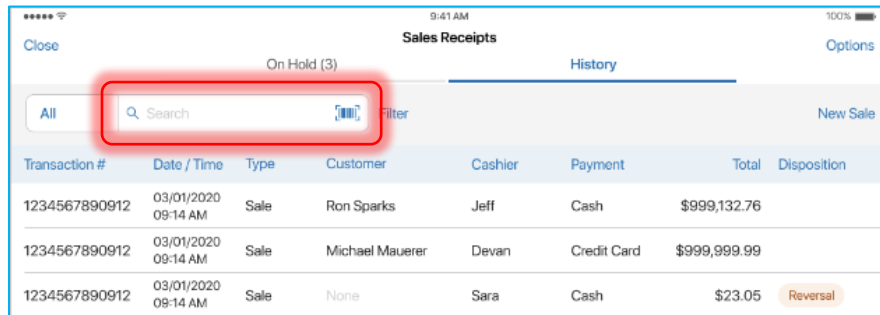 9:41 AM 100%
Close Sales Receipts Options
On Hold (3) History
All Search Filter New Sale
Transaction # Date / Time Type Customer Cashier Payment Total Disposition
1234567890912 03/01/2020 09:14 AM Sale Ron Sparks Jeff Cash $999,132.76
1234567890912 03/01/2020 09:14 AM Sale Michael Mauerer Devan Credit Card $999,999.99
1234567890912 03/01/2020 09:14 AM Sale None Sara Cash $23.05 Reversal